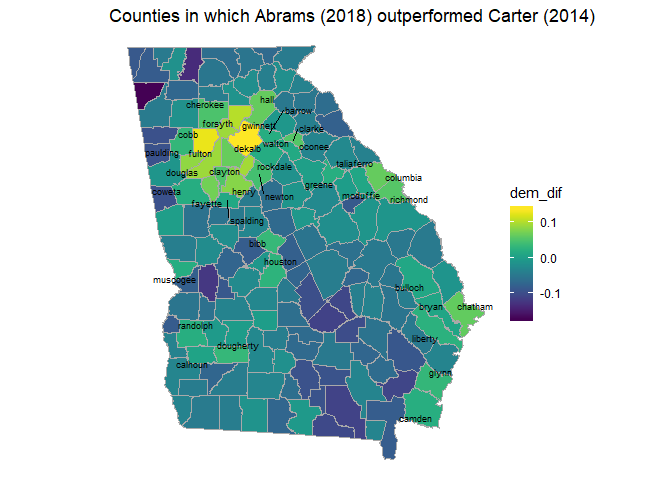 Counties in which Abrams (2018) outperformed Carter (2014)
hall
cherokee
barrow
forsyth
gwinnett
clarke
cobb
walton
oconee
dekalb
paulding
fulton
taliaferro
rockdale
douglas
clayton
columbia
greene
coweta
henry
newton
mcduffie
richmond
fayette
spalding
bibb
houston
muscogee
bulloch
bryan
chatham
randolph
liberty
dougherty
calhoun
glynn
camden
dem_dif
0.1
0.0
-0.1